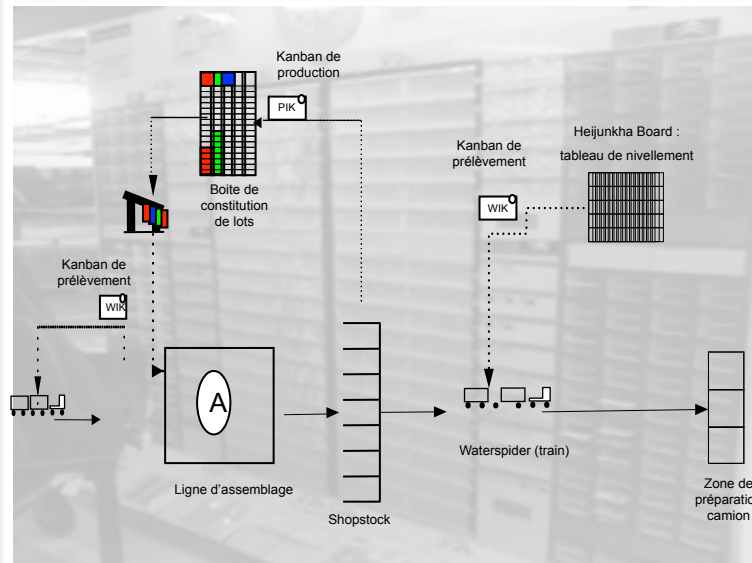 Kanban de
production
PIK
Boite de
constitution
de lots
Kanban de
prélèvement
WIK
Heijunkha Board :
tableau de nivellement
Kanban de
prélèvement
WIK
A
Ligne d'assemblage
Shopstock
Waterspider (train)
Zone de
préparatio
camion